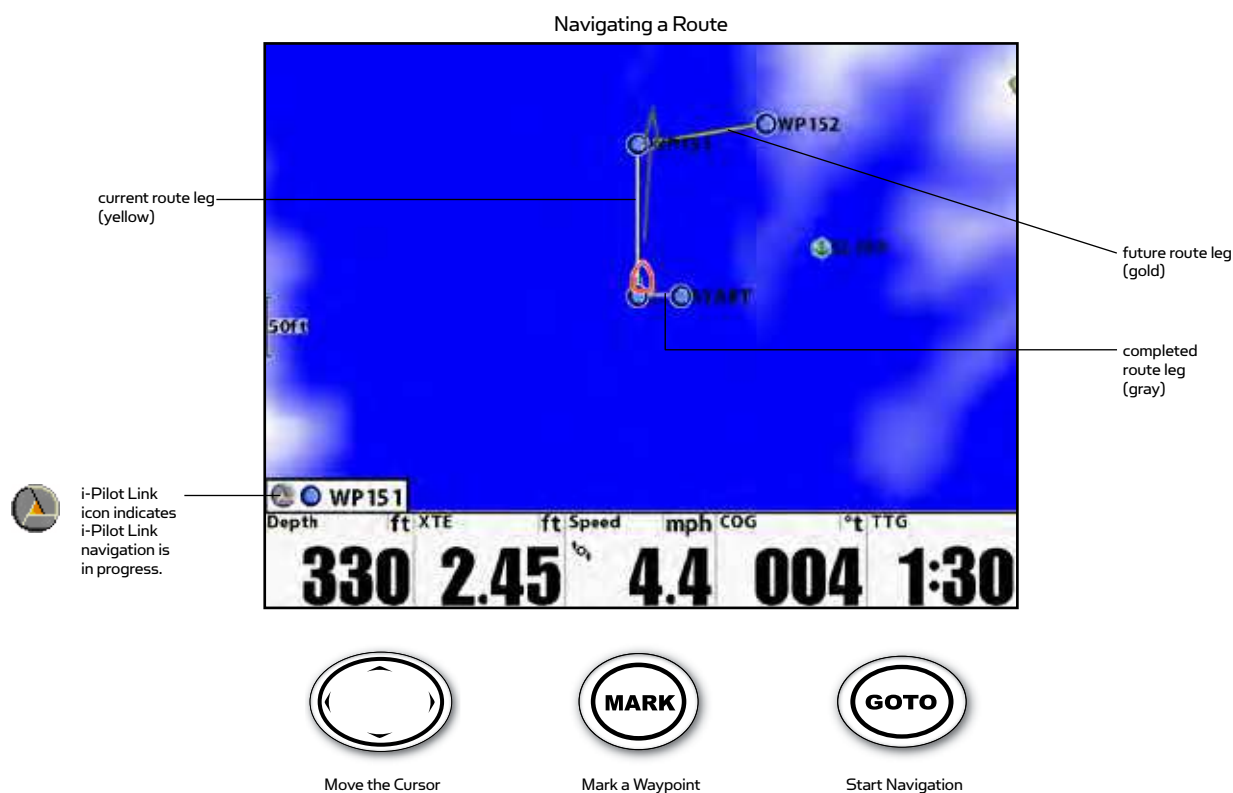 Navigating a Route
WP152
current route leg
(yellow)
future route leg
(gold)
START
50ft
completed
route leg
(gray)
i-Pilot Link
icon indicates
i-Pilot Link
navigation is
in progress.
WP151
Depth ft XTE ft Speed mph COG °t TTG
330 2.45 4.4 004 1:30
MARK
GOTO
Move the Cursor
Mark a Waypoint
Start Navigation